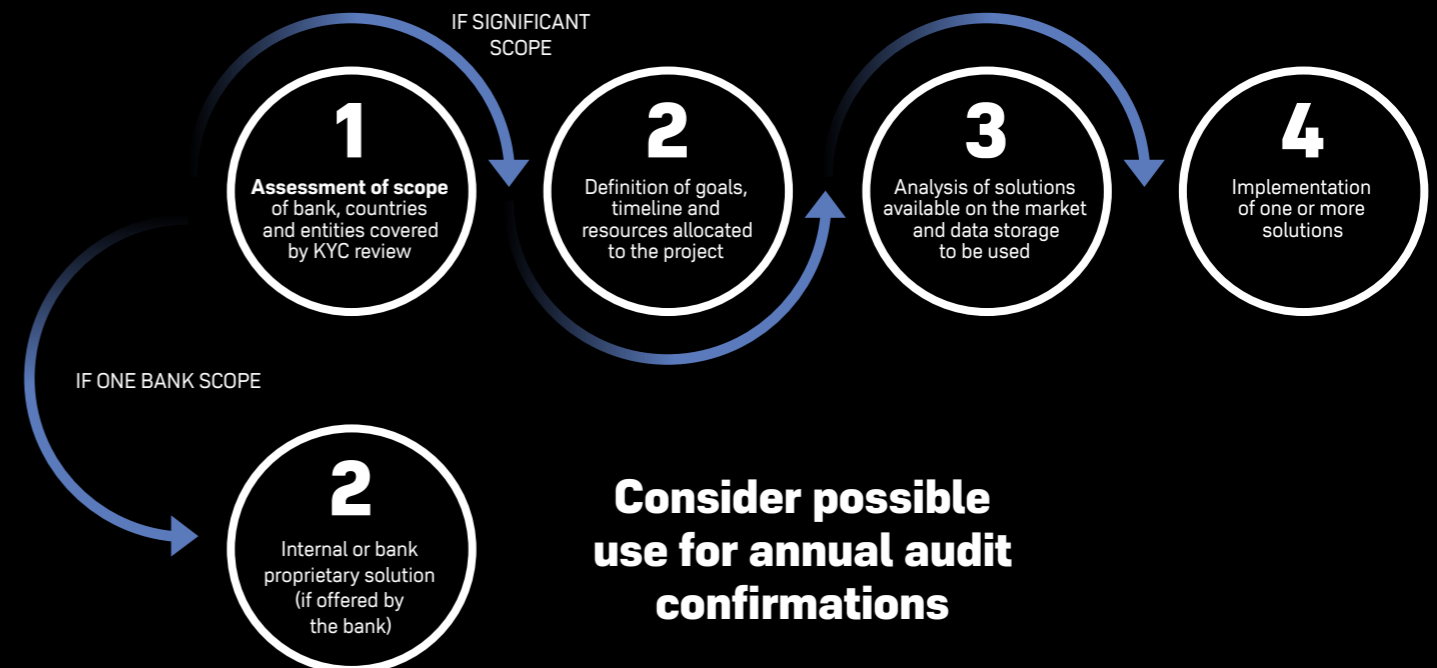 IF SIGNIFICANT
SCOPE
1
Assessment of scope
of bank, countries
and entities covered
by KYC review
2
Definition of goals,
timeline and
resources allocated
to the project
3
Analysis of solutions
available on the market
and data storage
to be used
4
Implementation
of one or more
solutions
IF ONE BANK SCOPE
2
Internal or bank
proprietary solution
(if offered by
the bank)
Consider possible
use for annual audit
confirmations